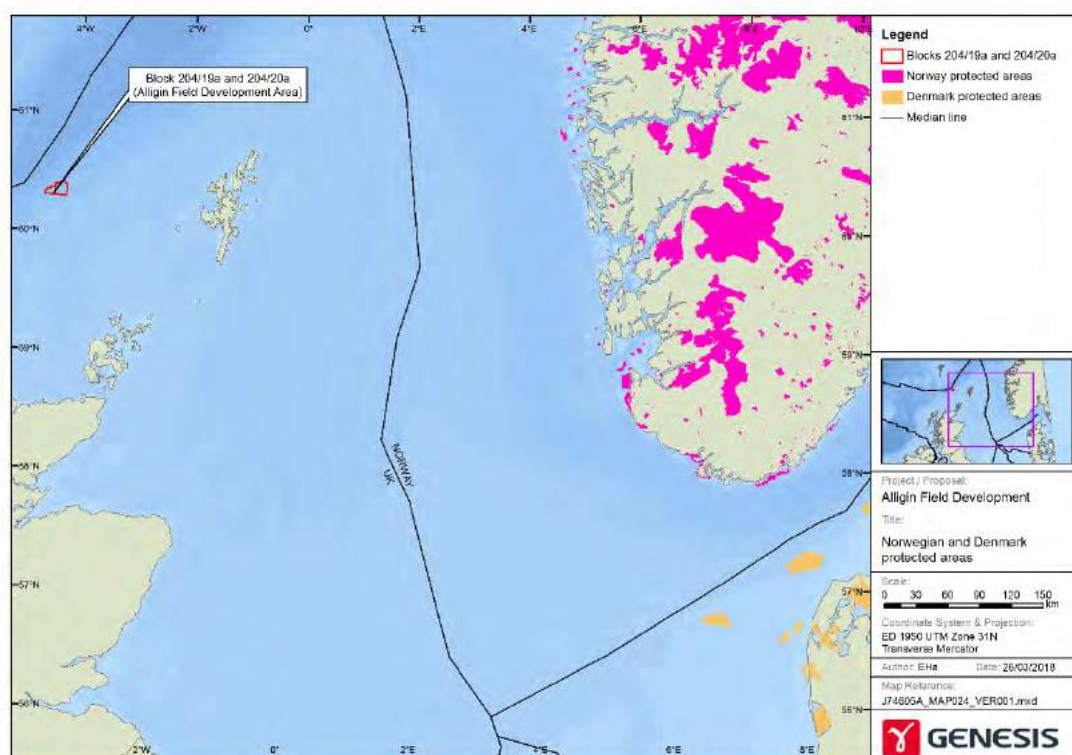 4°W
2°W
0°
2°E
4°E
6°E
8°E
10°E
Block 204/19a and 204/20a
(Alligin Field Development Area)
61°N
60°N
59°N
58°N
57°N
56°N
61°N
60°N
59°N
58°N
57°N
56°N
NORWAY
UK
2°W
0°
2°E
4°E
6°E
8°E
Legend
Blocks 204/19a and 204/20a
Norway protected areas
Denmark protected areas
Median line
Project / Proposal:
Alligin Field Development
Title:
Norwegian and Denmark
protected areas
Scale:
0 30 60 90 120 150
km
Coordinate System & Projection:
ED 1950 UTM Zone 31N
Transverse Mercator
Author: EHa Date: 26/03/2018
Map Reference:
J74605A_MAP024_VER001.mxd
GENESIS